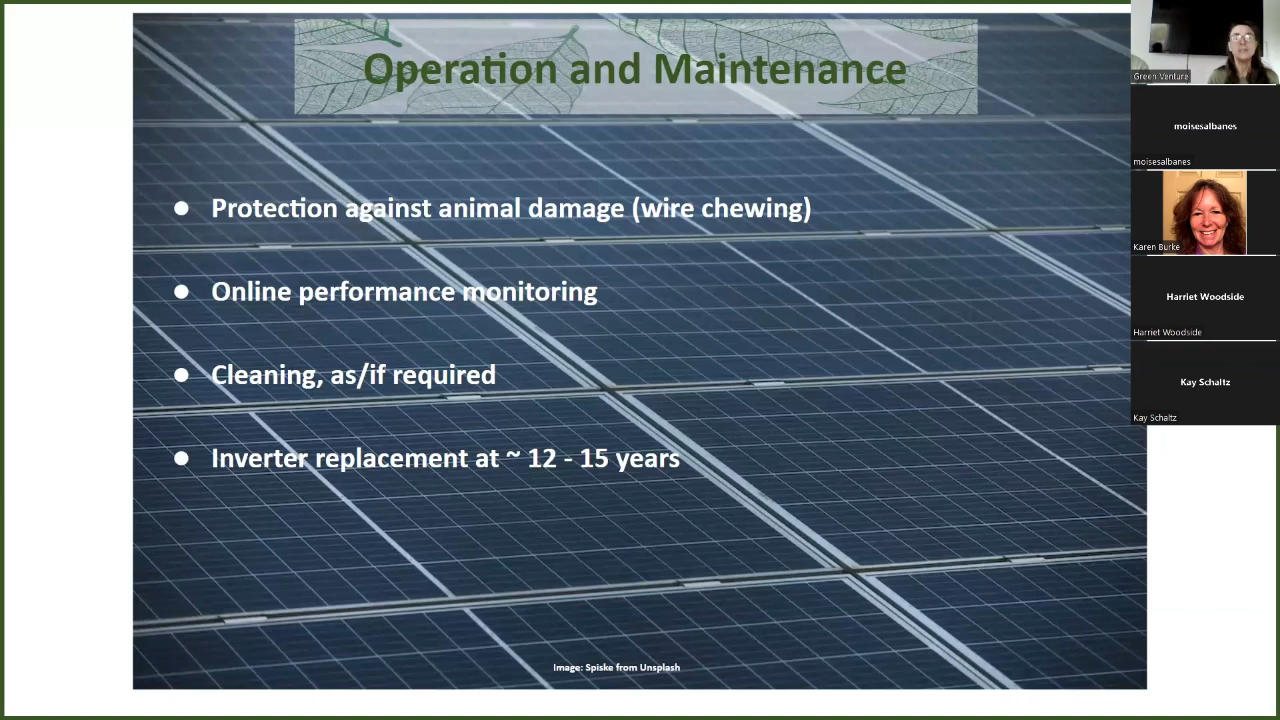 Operation and Maintenance
● Protection against animal damage (wire chewing)
● Online performance monitoring
● Cleaning, as/if required
● Inverter replacement at ~ 12 - 15 years
Image: Spiske from Unsplash
Green Venture
moisesalbanes
moisesalbanes
Karen Burke
Harriet Woodside
Harriet Woodside
Kay Schaltz
Kay Schaltz